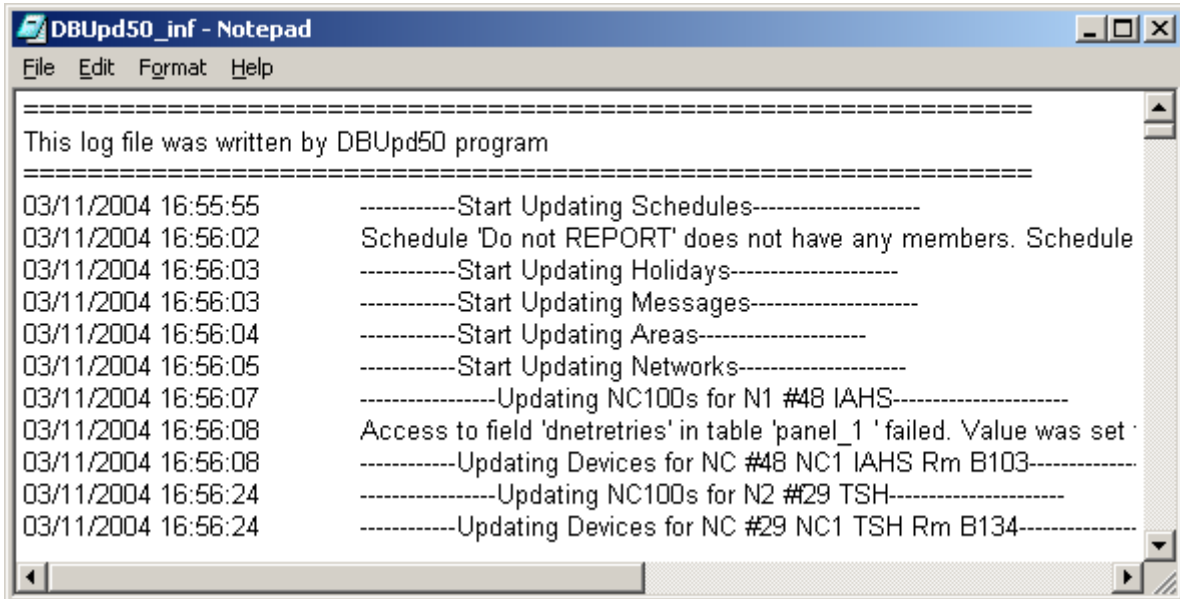 DBUpd50_inf - Notepad
File Edit Format Help
===============================================================
This log file was written by DBUpd50 program
===============================================================
03/11/2004 16:55:55 ------------Start Updating Schedules---------------------
03/11/2004 16:56:02 Schedule 'Do not REPORT' does not have any members. Schedule
03/11/2004 16:56:03 ------------Start Updating Holidays---------------------
03/11/2004 16:56:03 ------------Start Updating Messages---------------------
03/11/2004 16:56:04 ------------Start Updating Areas---------------------
03/11/2004 16:56:05 ------------Start Updating Networks---------------------
03/11/2004 16:56:07 -----------------Updating NC100s for N1 #48 IAHS----------------------
03/11/2004 16:56:08 Access to field 'dnetretries' in table 'panel_1 ' failed. Value was set
03/11/2004 16:56:08 ------------Updating Devices for NC #48 NC1 IAHS Rm B103--------------
03/11/2004 16:56:24 -----------------Updating NC100s for N2 #29 TSH----------------------
03/11/2004 16:56:24 ------------Updating Devices for NC #29 NC1 TSH Rm B134---------------